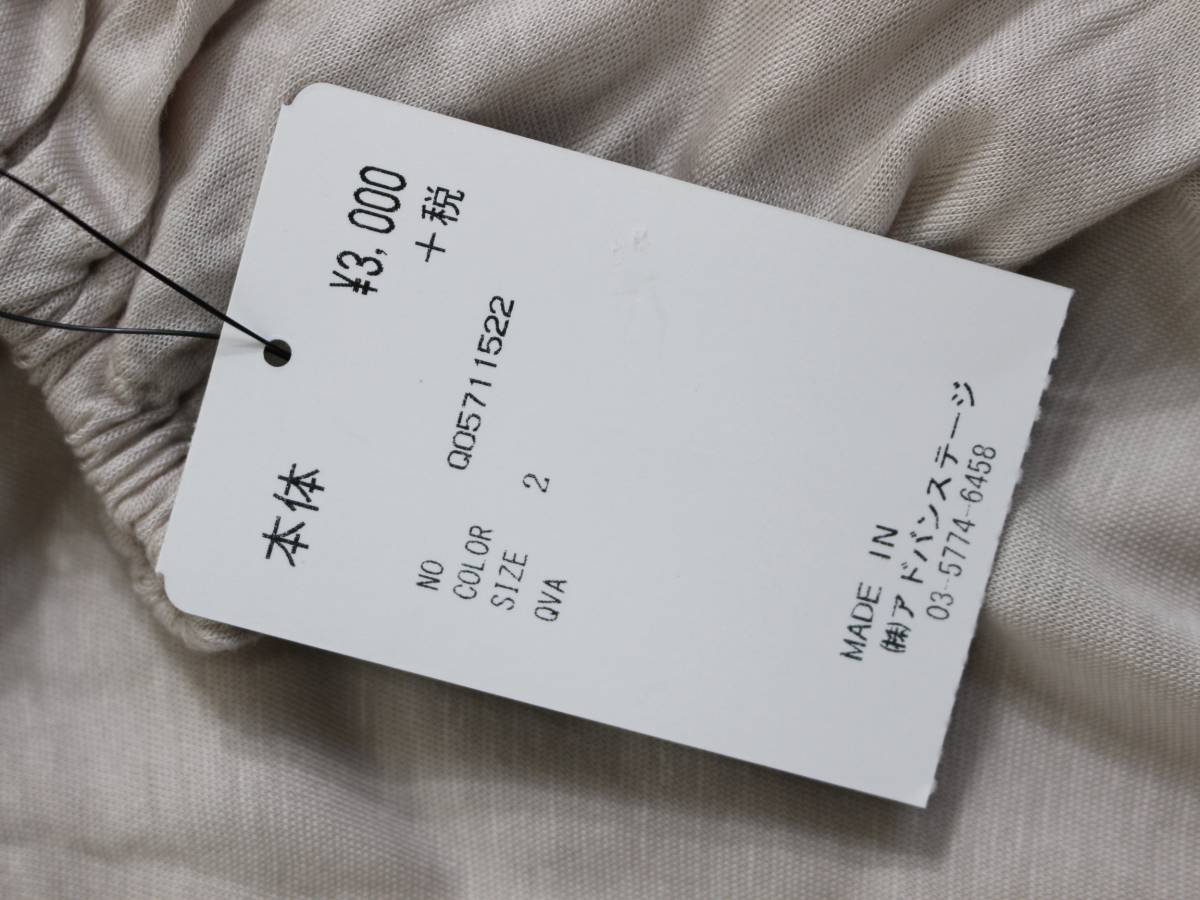 本体 ¥3,000
+税
NO Q05711522
COLOR
SIZE 2
QVA
MADE IN
㈱アドバンステージ
03-5774-6458